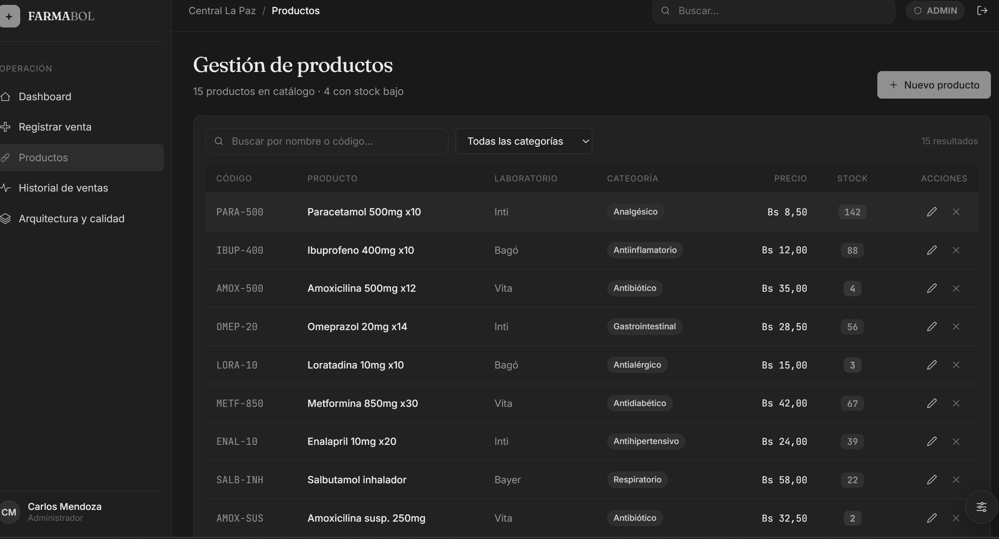 + FARMABOL
Central La Paz / Productos
Buscar...
ADMIN
OPERACIÓN
Dashboard
Registrar venta
Productos
Historial de ventas
Arquitectura y calidad
CM Carlos Mendoza
Administrador
Gestión de productos
15 productos en catálogo · 4 con stock bajo
+ Nuevo producto
Buscar por nombre o código...
Todas las categorías
15 resultados
CÓDIGO PRODUCTO LABORATORIO CATEGORÍA PRECIO STOCK ACCIONES
PARA-500 Paracetamol 500mg x10 Inti Analgésico Bs 8,50 142
IBUP-400 Ibuprofeno 400mg x10 Bagó Antiinflamatorio Bs 12,00 88
AMOX-500 Amoxicilina 500mg x12 Vita Antibiótico Bs 35,00 4
OMEP-20 Omeprazol 20mg x14 Inti Gastrointestinal Bs 28,50 56
LORA-10 Loratadina 10mg x10 Bagó Antialérgico Bs 15,00 3
METF-850 Metformina 850mg x30 Vita Antidiabético Bs 42,00 67
ENAL-10 Enalapril 10mg x20 Inti Antihipertensivo Bs 24,00 39
SALB-INH Salbutamol inhalador Bayer Respiratorio Bs 58,00 22
AMOX-SUS Amoxicilina susp. 250mg Vita Antibiótico Bs 32,50 2